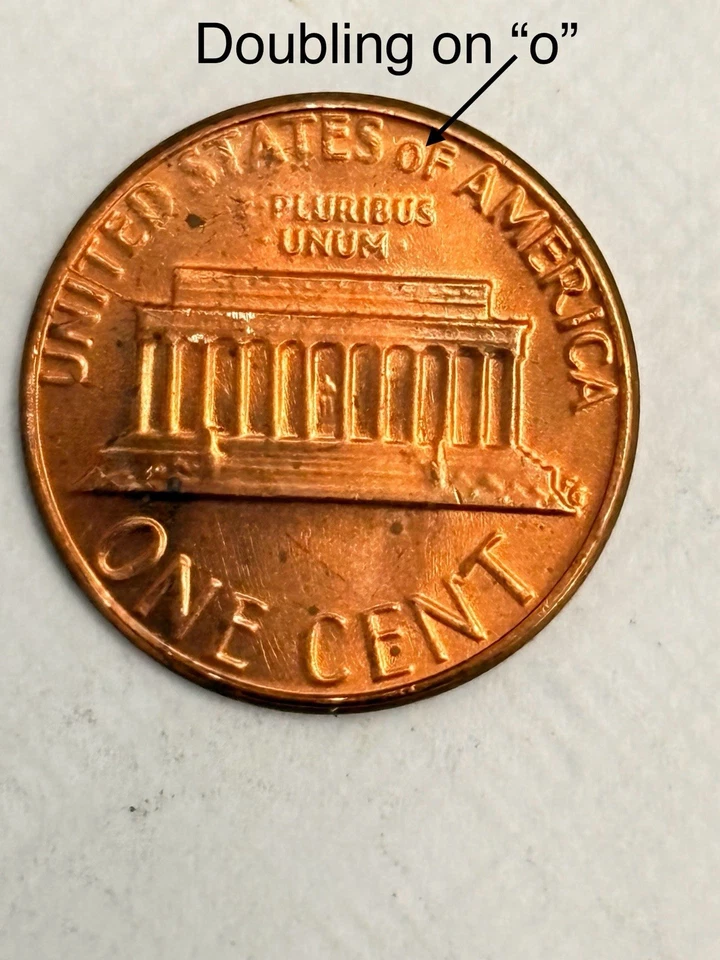 Doubling on “o”
UNITED STATES OF AMERICA
PLURIBUS
UNUM
ONE CENT